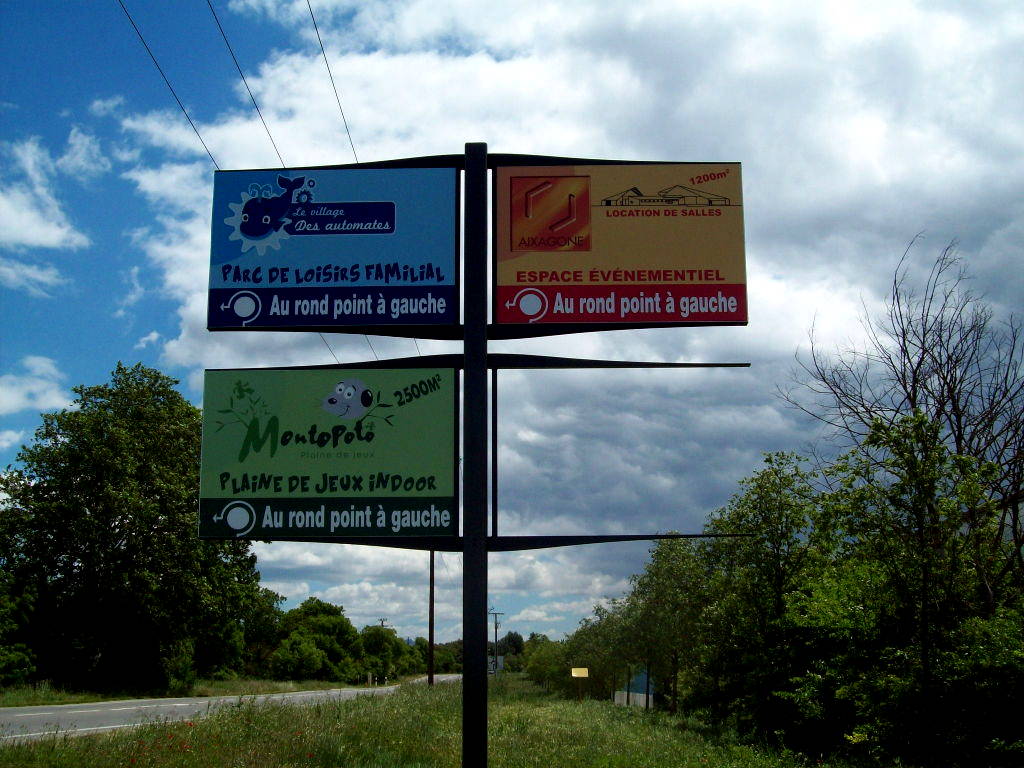 Le village
Des automates
PARC DE LOISIRS FAMILIAL
Au rond point à gauche
1200m²
LOCATION DE SALLES
AIXAGONE
ESPACE ÉVÉNEMENTIEL
Au rond point à gauche
2500M²
Montopoto
Plaine de jeux
PLAINE DE JEUX INDOOR
Au rond point à gauche